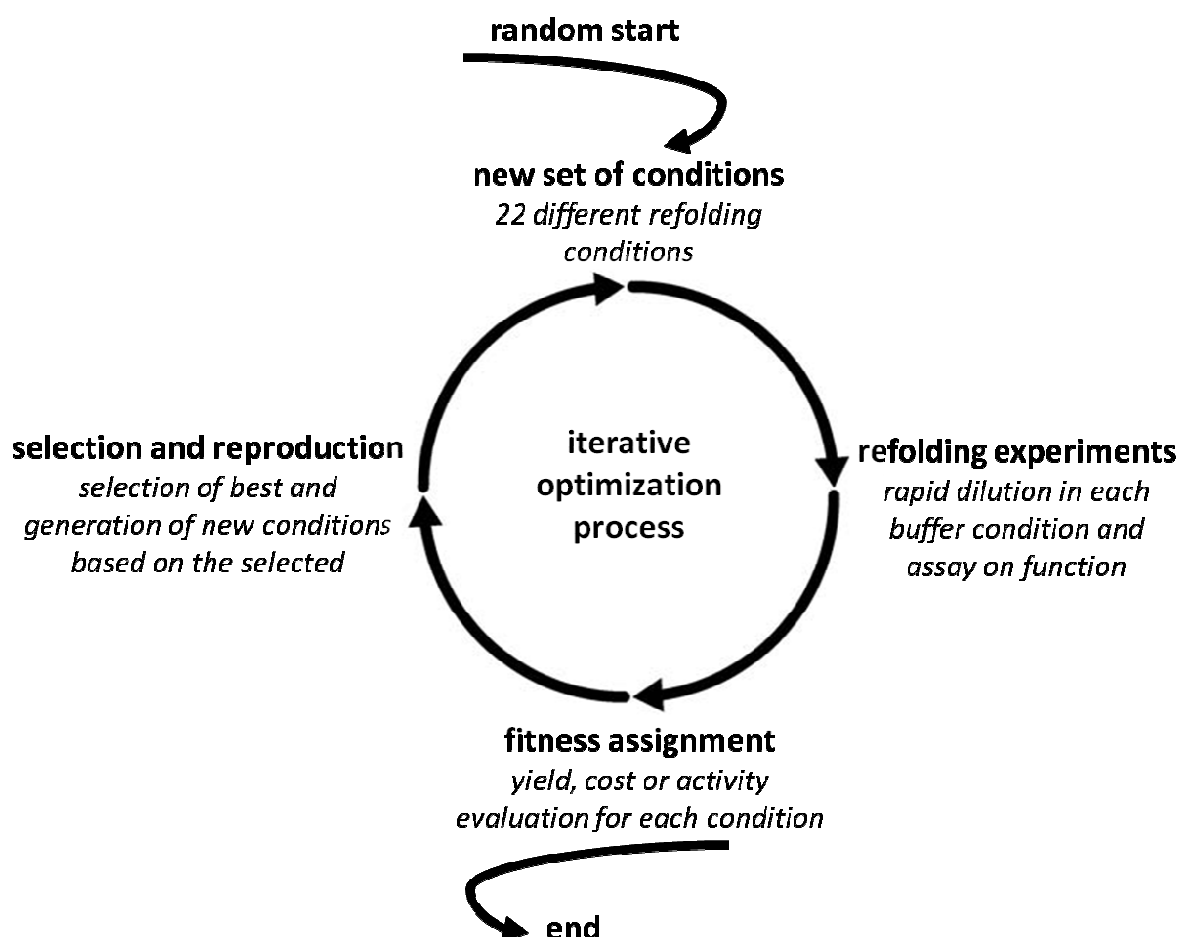 random start
new set of conditions
22 different refolding
conditions
selection and reproduction
selection of best and
generation of new conditions
based on the selected
iterative
optimization
process
refolding experiments
rapid dilution in each
buffer condition and
assay on function
fitness assignment
yield, cost or activity
evaluation for each condition
end